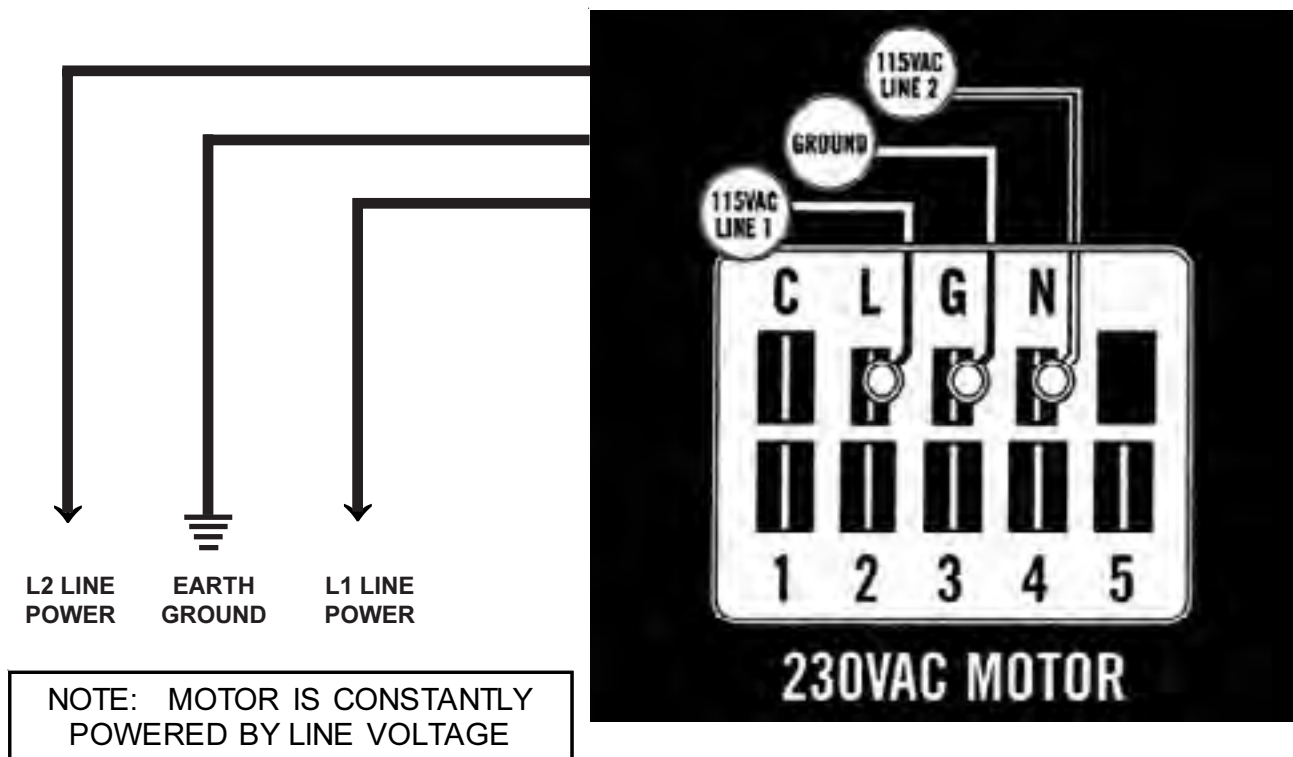 115VAC
LINE 2
GROUND
115VAC
LINE 1
C L G N
1 2 3 4 5
230VAC MOTOR
L2 LINE
POWER
EARTH
GROUND
L1 LINE
POWER
NOTE: MOTOR IS CONSTANTLY
POWERED BY LINE VOLTAGE